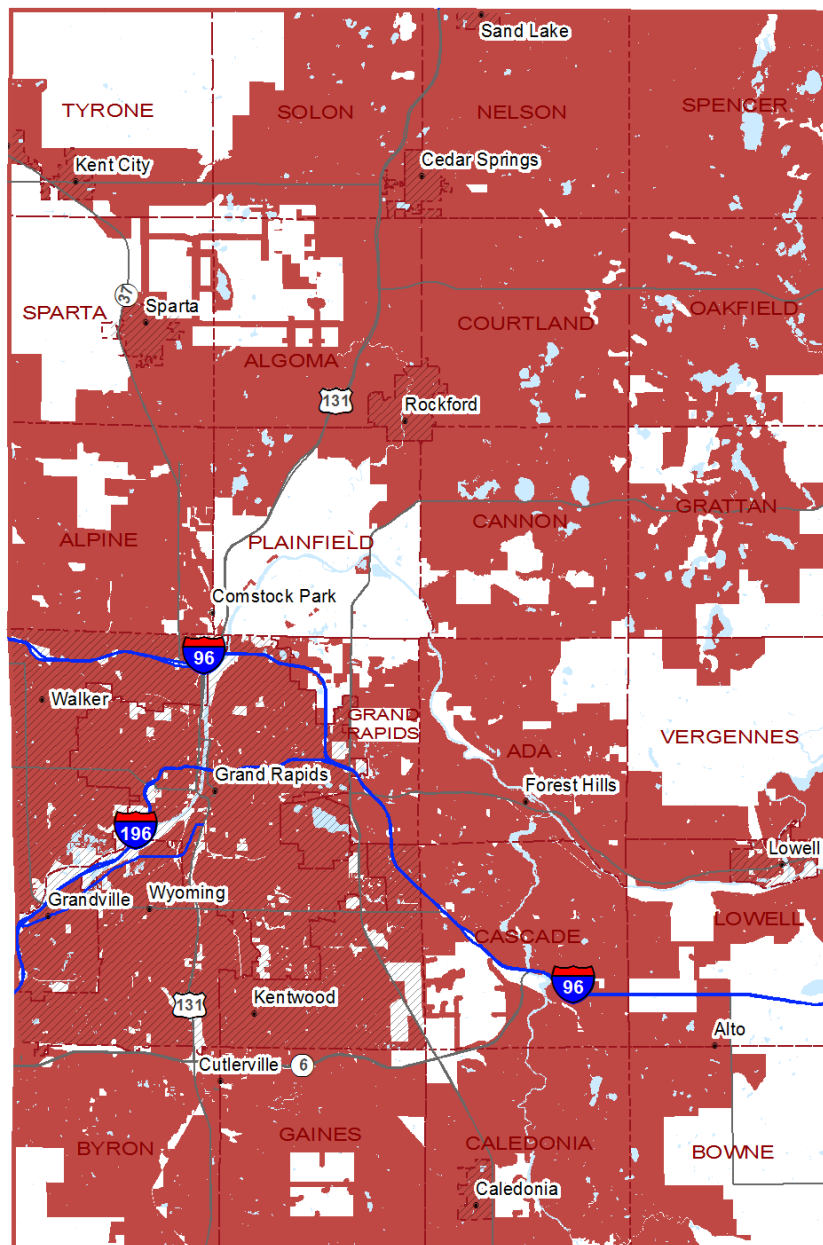 Sand Lake
TYRONE
SOLON
NELSON
SPENCER
Kent City
Cedar Springs
37
SPARTA
Sparta
OAKFIELD
COURTLAND
ALGOMA
131
Rockford
ALPINE
PLAINFIELD
CANNON
GRATTAN
Comstock Park
96
Walker
GRAND
RAPIDS
VERGENNES
ADA
Grand Rapids
Forest Hills
196
Lowell
Grandville
Wyoming
LOWELL
CASCADE
96
131
Kentwood
Alto
6
Cutlerville
BYRON
GAINES
CALEDONIA
BOWNE
Caledonia